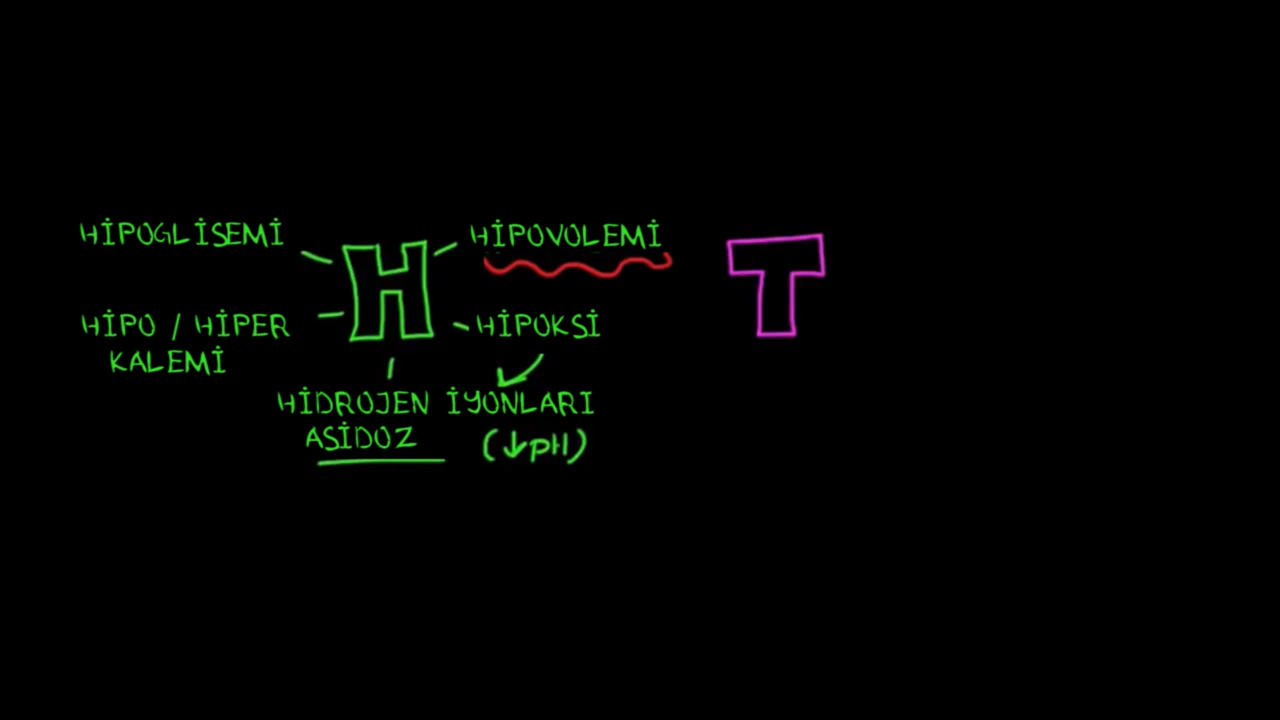 HİPOGLİSEMİ
HİPO / HİPER
KALEMİ
H
HİPOVOLEMİ
HİPOKSİ
HİDROJEN İYONLARI
ASİDOZ (↓pH)
T